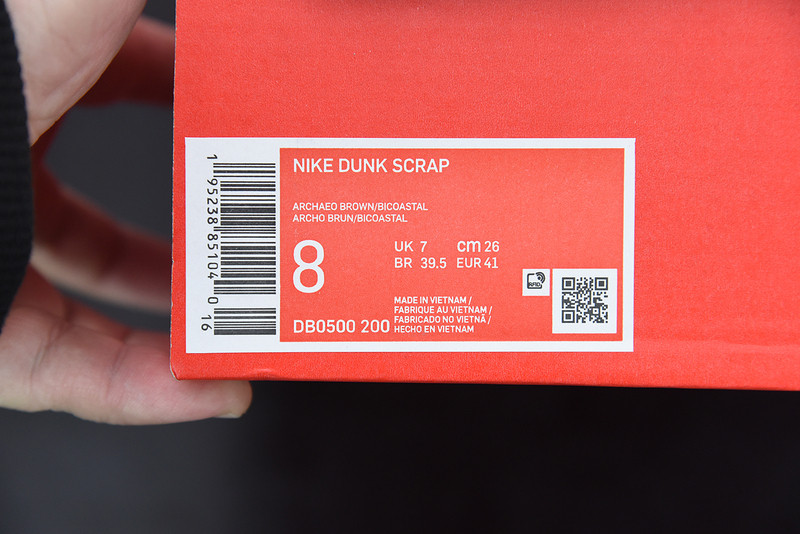 NIKE DUNK SCRAP
ARCHAEO BROWN/BICOASTAL
ARCHO BRUN/BICOASTAL
8
UK 7 cm 26
BR 39.5 EUR 41
RFID
DB0500 200
MADE IN VIETNAM /
FABRIQUE AU VIETNAM /
FABRICADO NO VIETNÃ /
HECHO EN VIETNAM
1 95238 85104 0 16